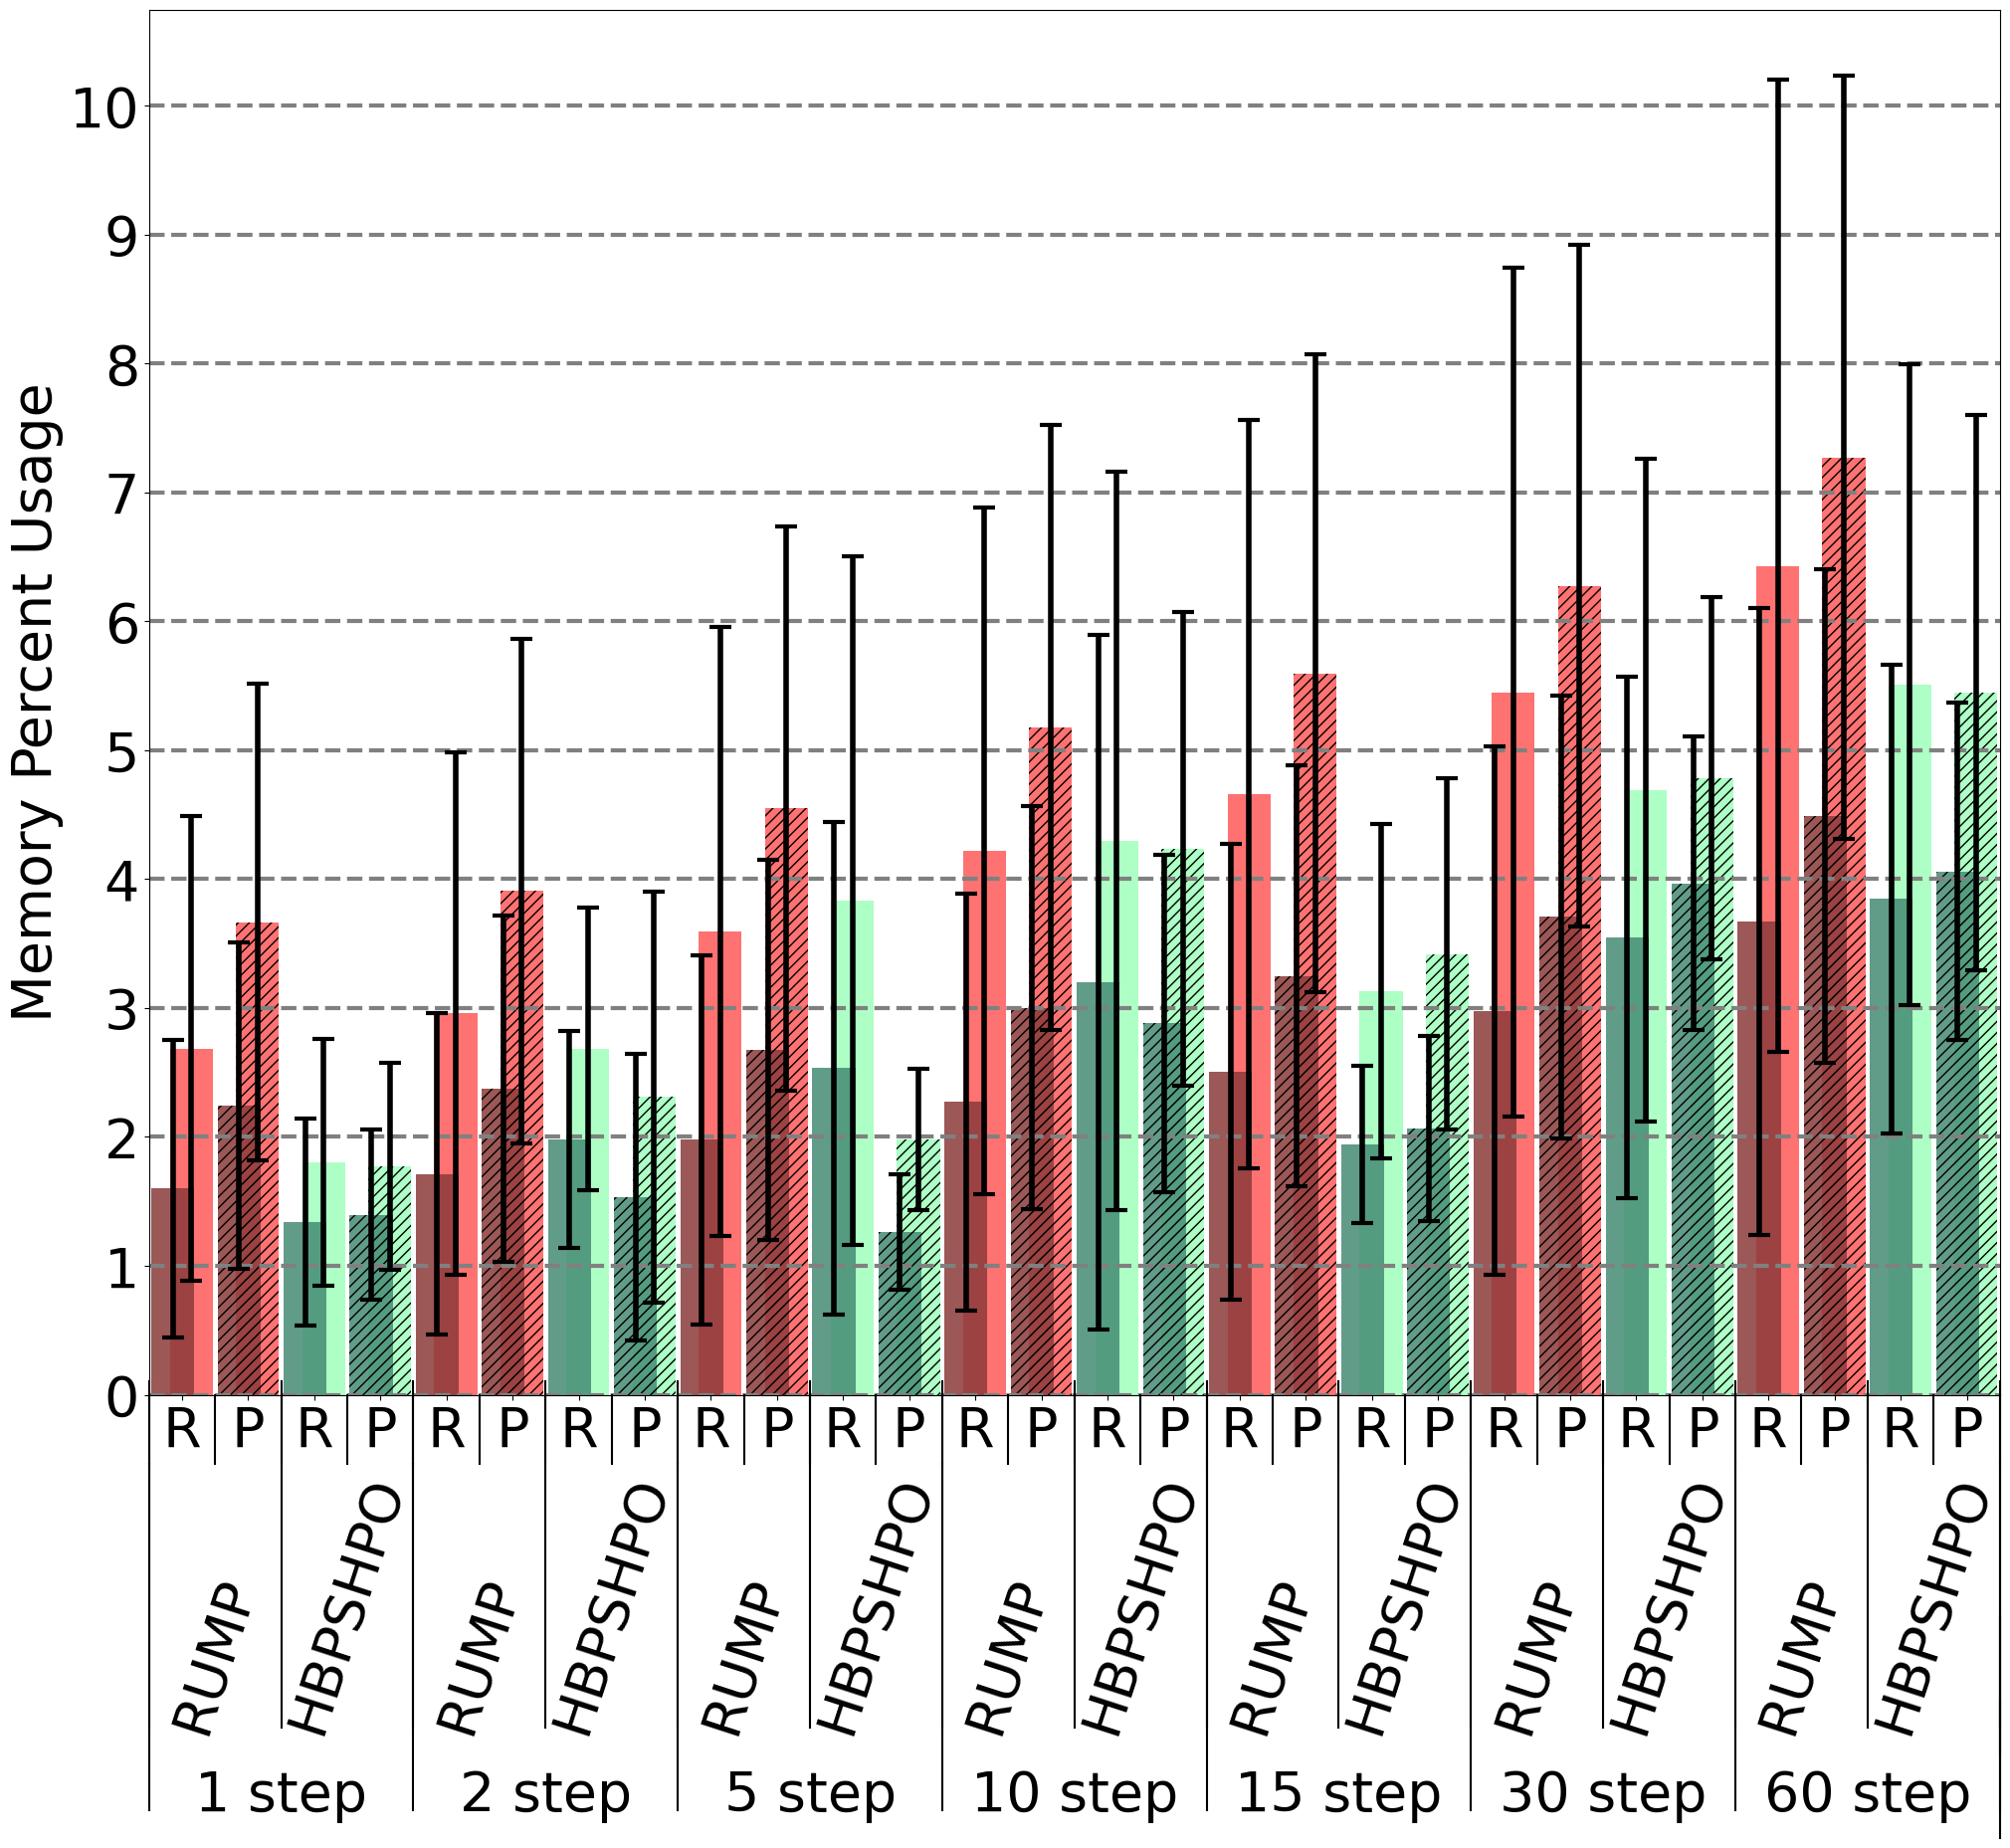 Memory Percent Usage
10
9
8
7
6
5
4
3
2
1
0
R P R P R P R P R P R P R P R P R P R P R P R P R P R P
RUMP HBPSHPO RUMP HBPSHPO RUMP HBPSHPO RUMP HBPSHPO RUMP HBPSHPO RUMP HBPSHPO RUMP HBPSHPO
1 step 2 step 5 step 10 step 15 step 30 step 60 step